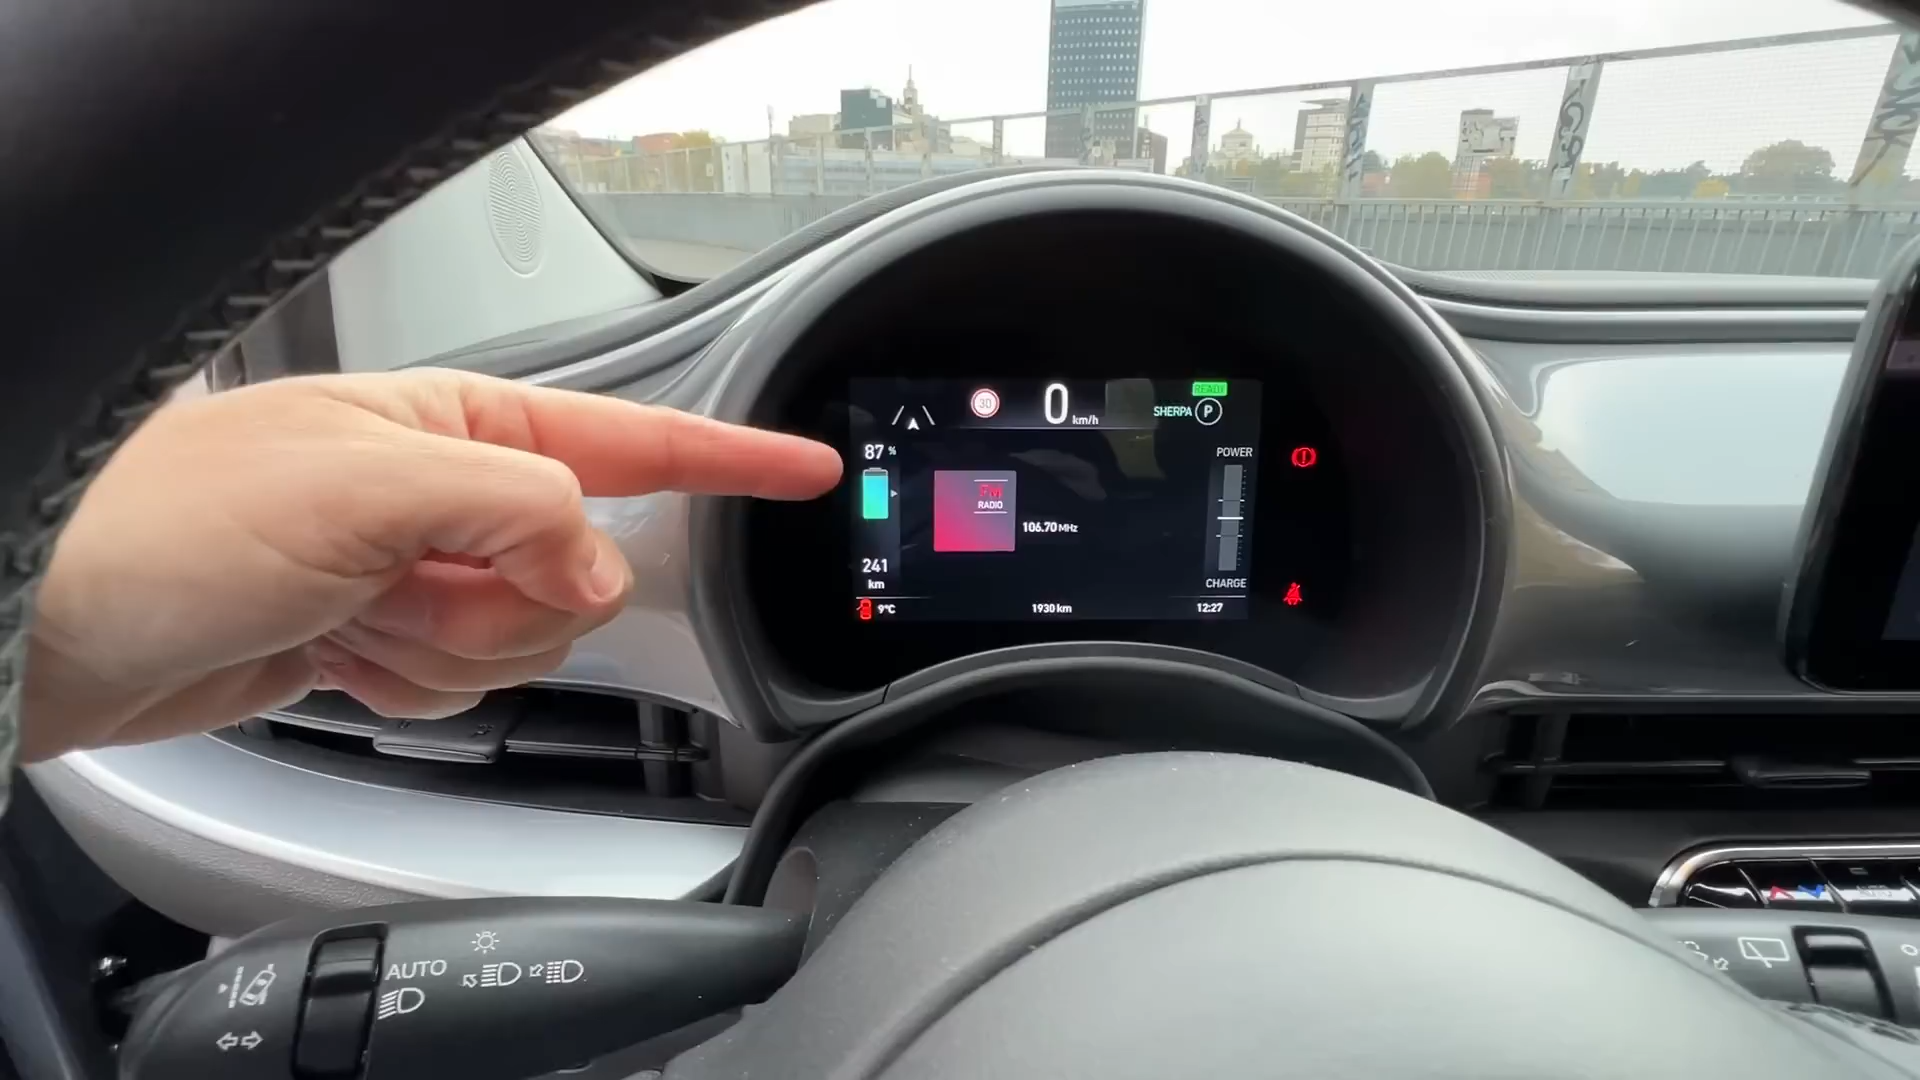 30
0 km/h
READY
SHERPA P
87 %
POWER
FM
RADIO
106.70 MHz
241
km
CHARGE
9°C
1930 km
12:27
AUTO